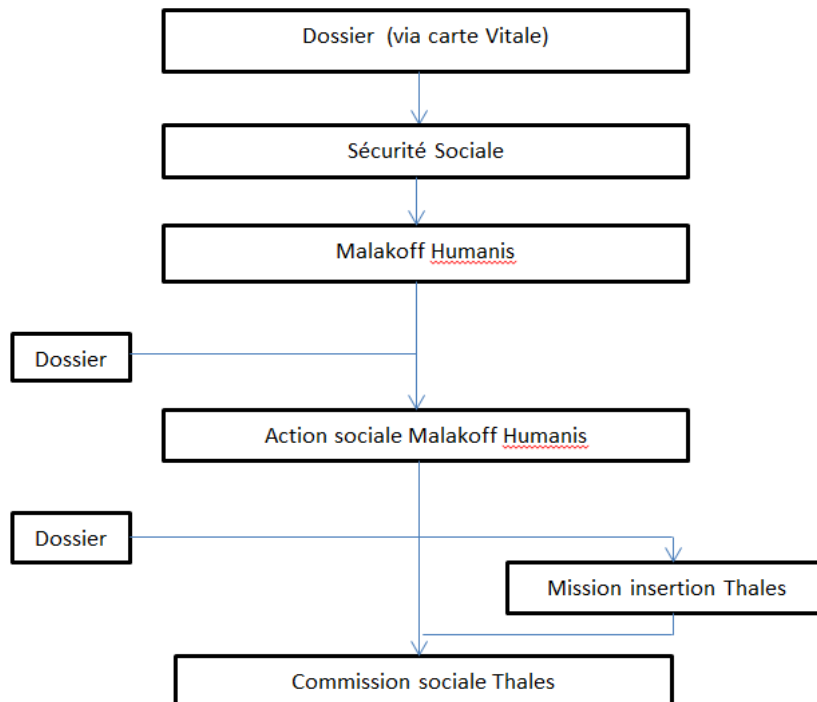 Dossier (via carte Vitale)
Sécurité Sociale
Malakoff Humanis
Dossier
Action sociale Malakoff Humanis
Dossier
Mission insertion Thales
Commission sociale Thales